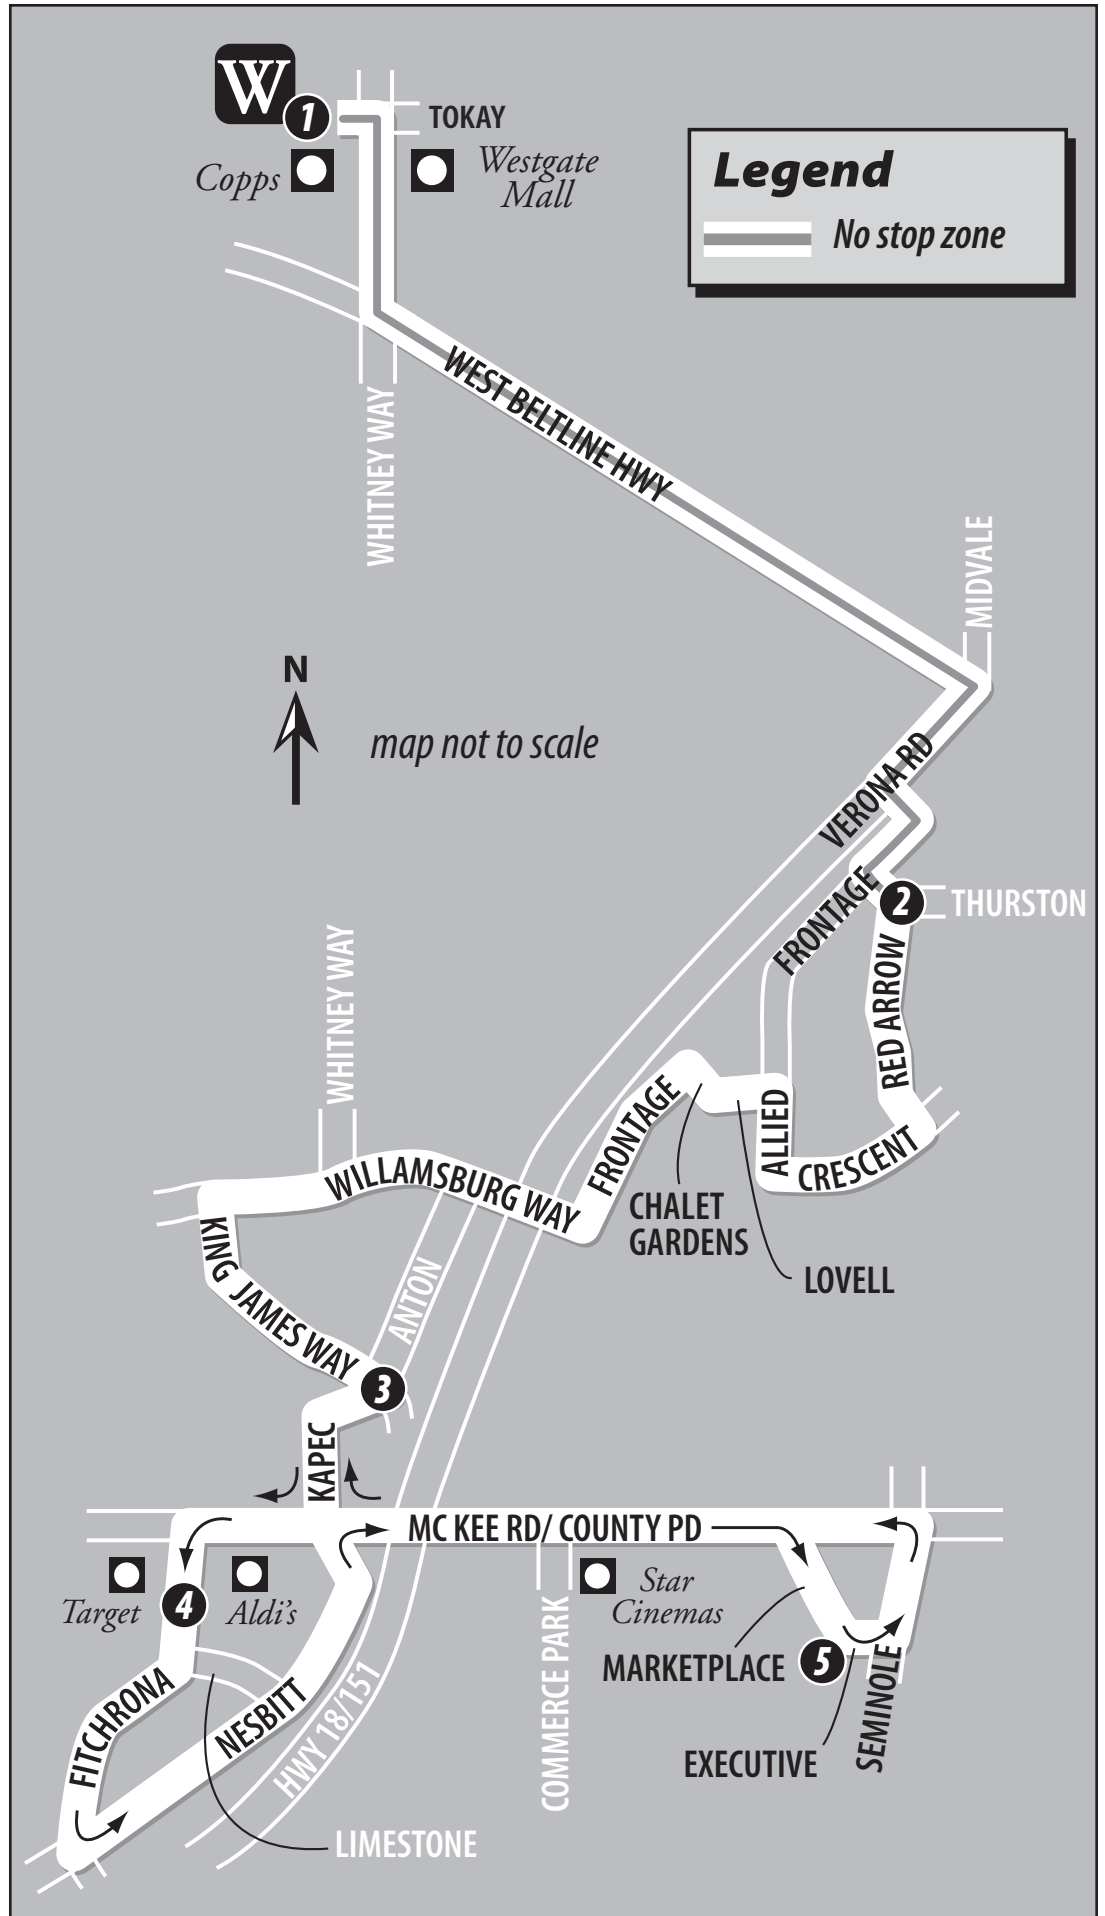 W
1
TOKAY
Copps
Westgate
Mall
Legend
No stop zone
WEST BELTLINE HWY
WHITNEY WAY
MIDVALE
N
map not to scale
VERONA RD
FRONTAGE
2
THURSTON
RED ARROW
WHITNEY WAY
FRONTAGE
ALLIED
CRESCENT
WILLAMSBURG WAY
CHALET
GARDENS
LOVELL
KING JAMES WAY
ANTON
3
KAPEC
MC KEE RD/ COUNTY PD
Target
4
Aldi's
Star
Cinemas
COMMERCE PARK
MARKETPLACE
5
SEMINOLE
EXECUTIVE
FITCHRONA
NESBITT
HWY 18/151
LIMESTONE